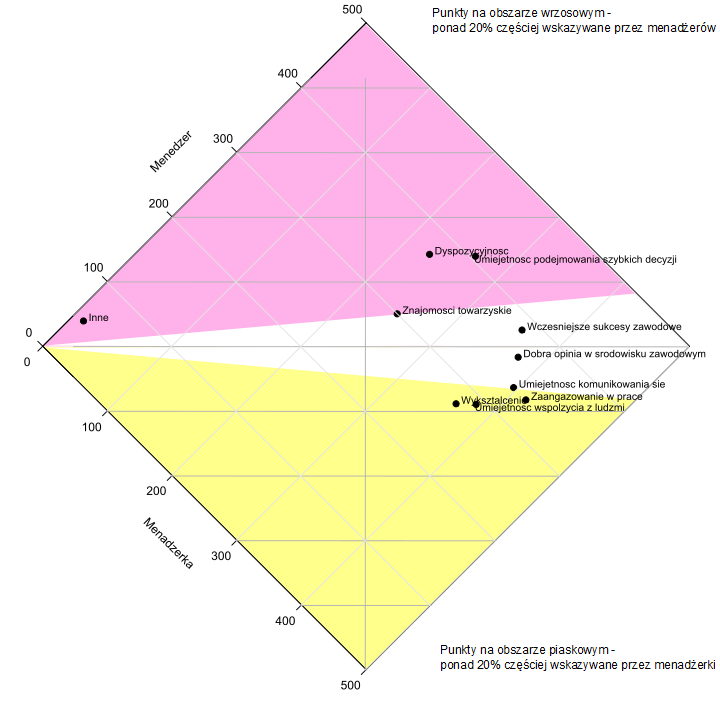 500
Punkty na obszarze wrzosowym -
ponad 20% częściej wskazywane przez menadżerów
400
Menedzer
300
200
Dyspozycyjnosc
Umiejetnosc podejmowania szybkich decyzji
100
Znajomosci towarzyskie
Inne
Wczesniejsze sukcesy zawodowe
0
Dobra opinia w srodowisku zawodowym
0
Umiejetnosc komunikowania sie
Zaangazowanie w prace
Wyksztalcenie
Umiejetnosc wspolzycia z ludzmi
100
200
Menadzerka
300
400
Punkty na obszarze piaskowym -
ponad 20% częściej wskazywane przez menadżerki
500